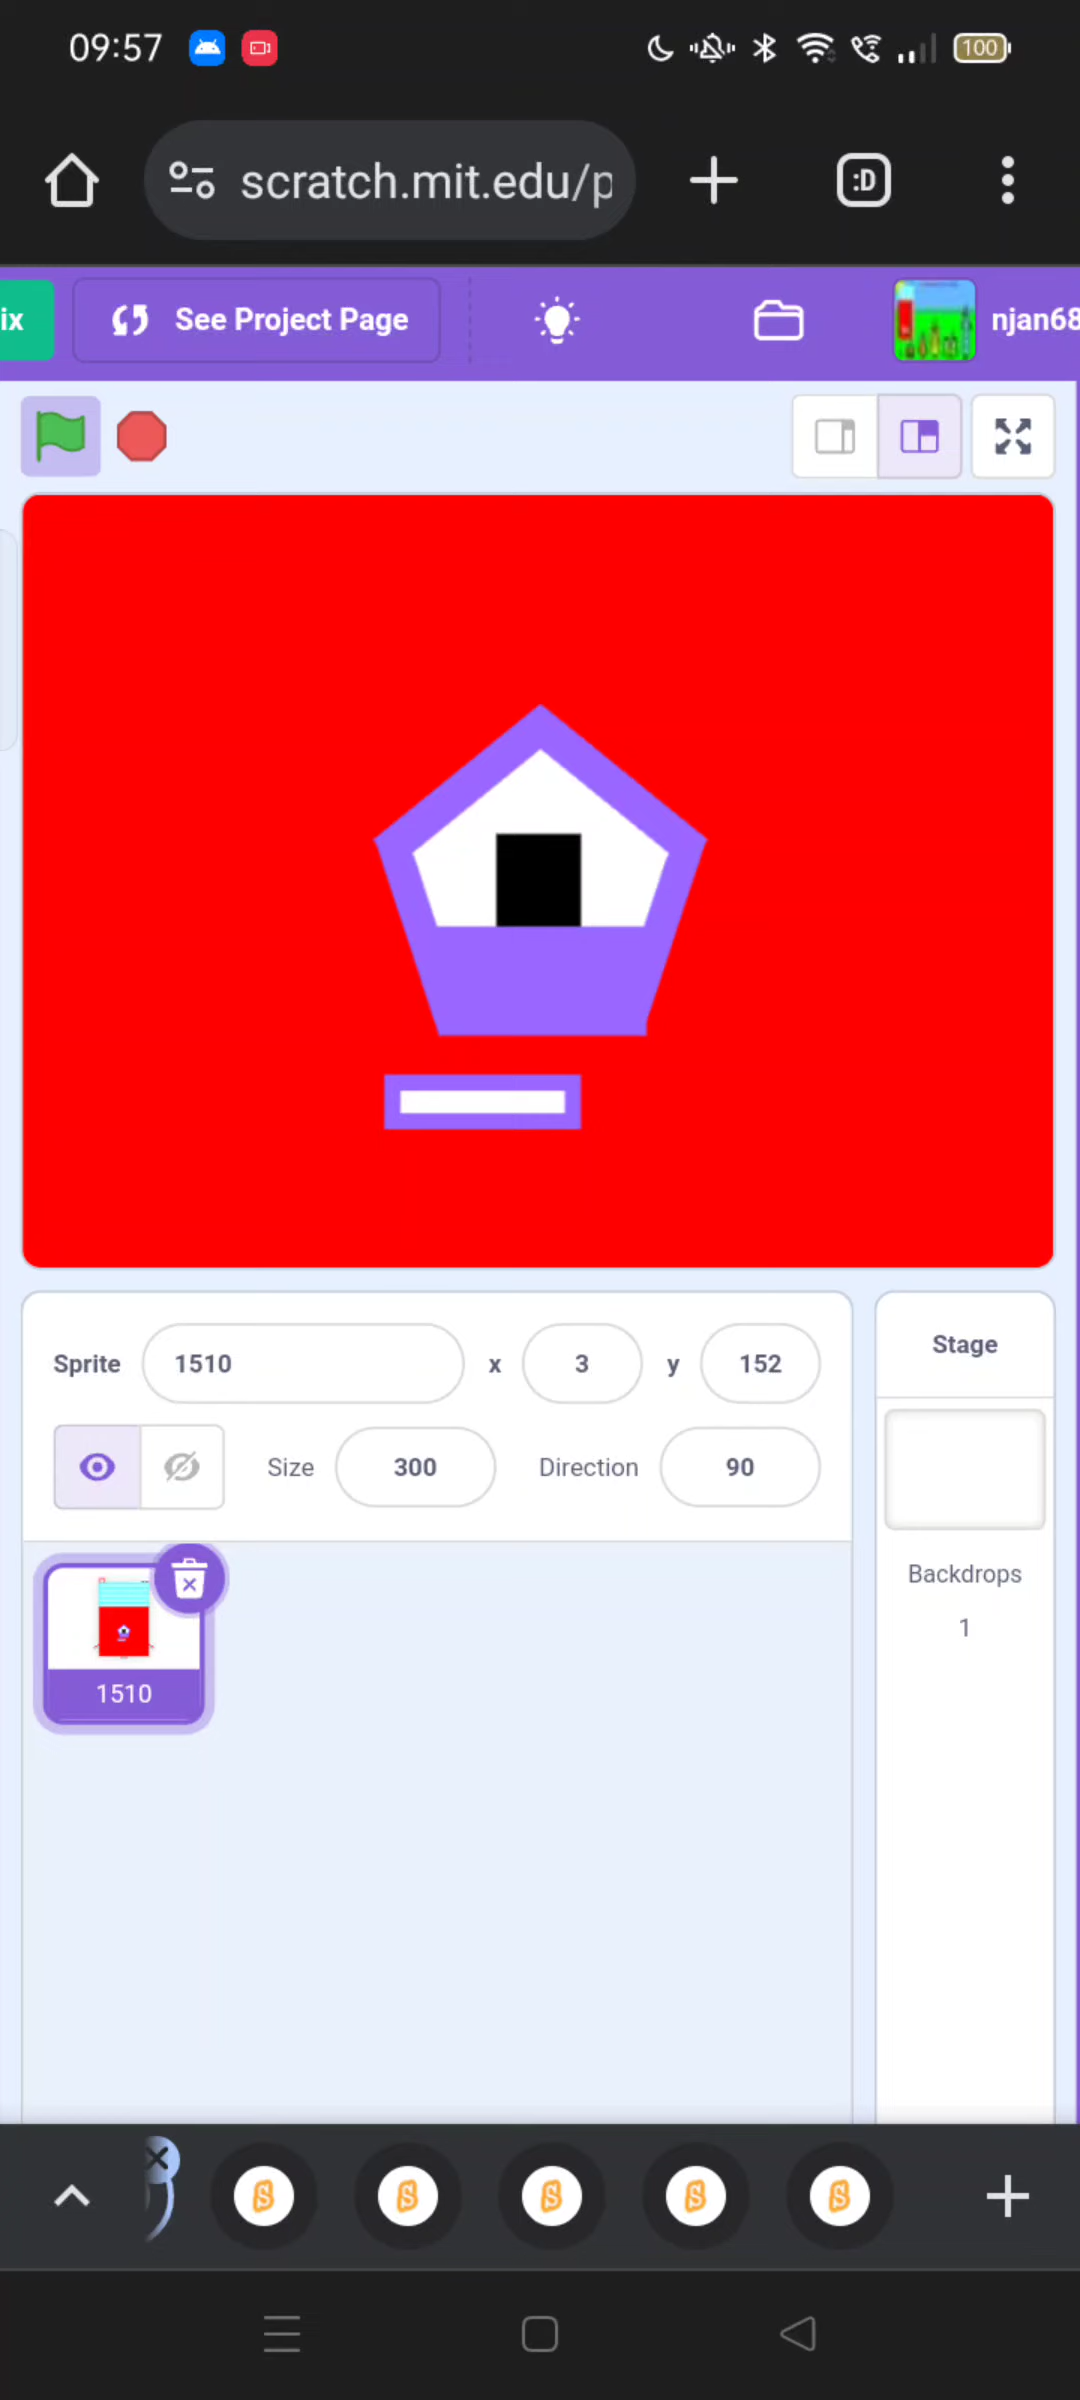 09:57
100
scratch.mit.edu/p
:D
ix
See Project Page
njan68
Sprite
1510
x
3
y
152
Size
300
Direction
90
Stage
1510
Backdrops
1